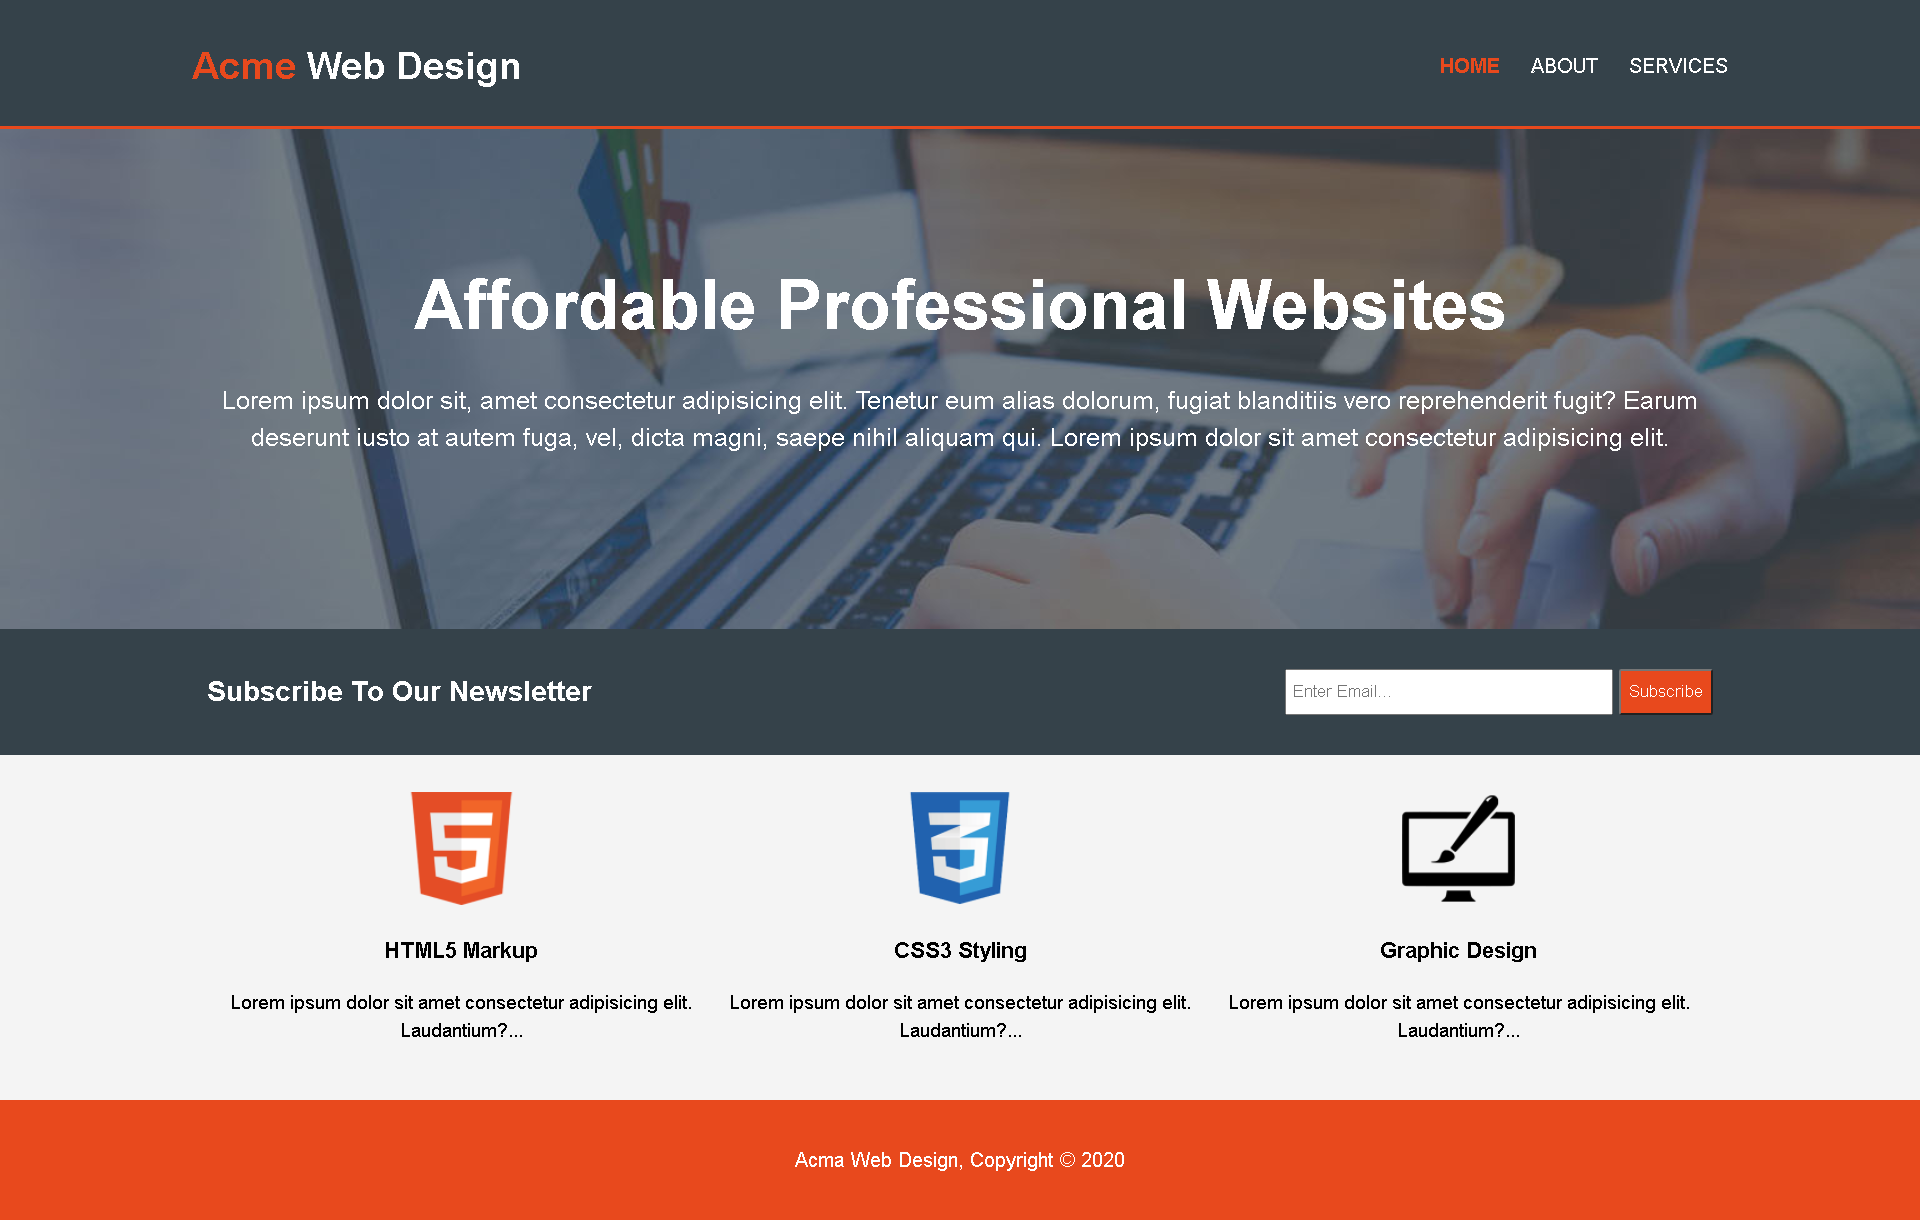 Acme Web Design
HOME ABOUT SERVICES
Affordable Professional Websites
Lorem ipsum dolor sit, amet consectetur adipisicing elit. Tenetur eum alias dolorum, fugiat blanditiis vero reprehenderit fugit? Earum
deserunt iusto at autem fuga, vel, dicta magni, saepe nihil aliquam qui. Lorem ipsum dolor sit amet consectetur adipisicing elit.
Subscribe To Our Newsletter
Enter Email...
Subscribe
HTML5 Markup
Lorem ipsum dolor sit amet consectetur adipisicing elit.
Laudantium?...
CSS3 Styling
Lorem ipsum dolor sit amet consectetur adipisicing elit.
Laudantium?...
Graphic Design
Lorem ipsum dolor sit amet consectetur adipisicing elit.
Laudantium?...
Acma Web Design, Copyright © 2020